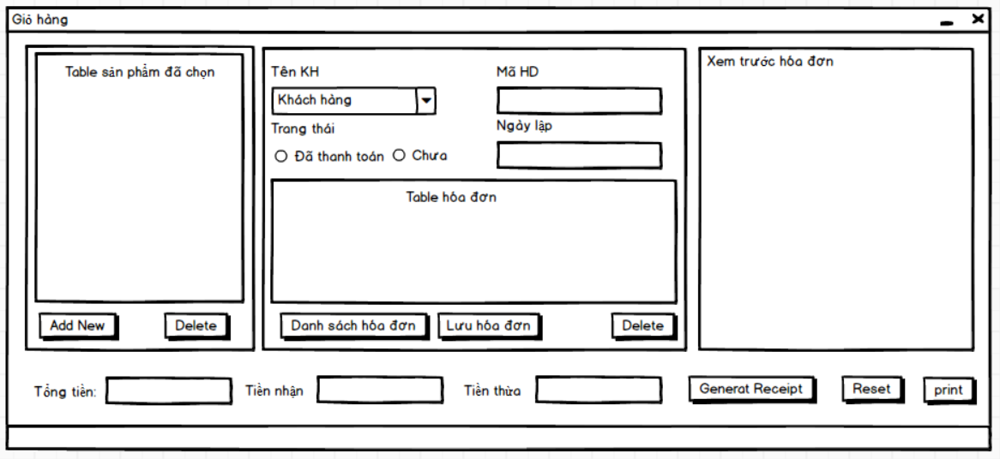 Giỏ hàng
Table sản phẩm đã chọn
Add New
Delete
Tên KH
Mã HD
Khách hàng
Trang thái
Ngày lập
Đã thanh toán
Chưa
Table hóa đơn
Danh sách hóa đơn
Lưu hóa đơn
Delete
Xem trước hóa đơn
Tổng tiền:
Tiền nhận
Tiền thừa
Generat Receipt
Reset
print